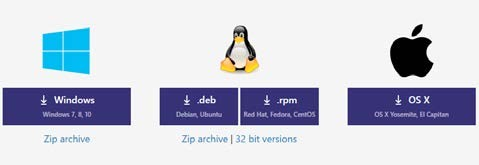 Windows
Windows 7, 8, 10
Zip archive
.deb
Debian, Ubuntu
.rpm
Red Hat, Fedora, CentOS
Zip archive | 32 bit versions
OS X
OS X Yosemite, El Capitan